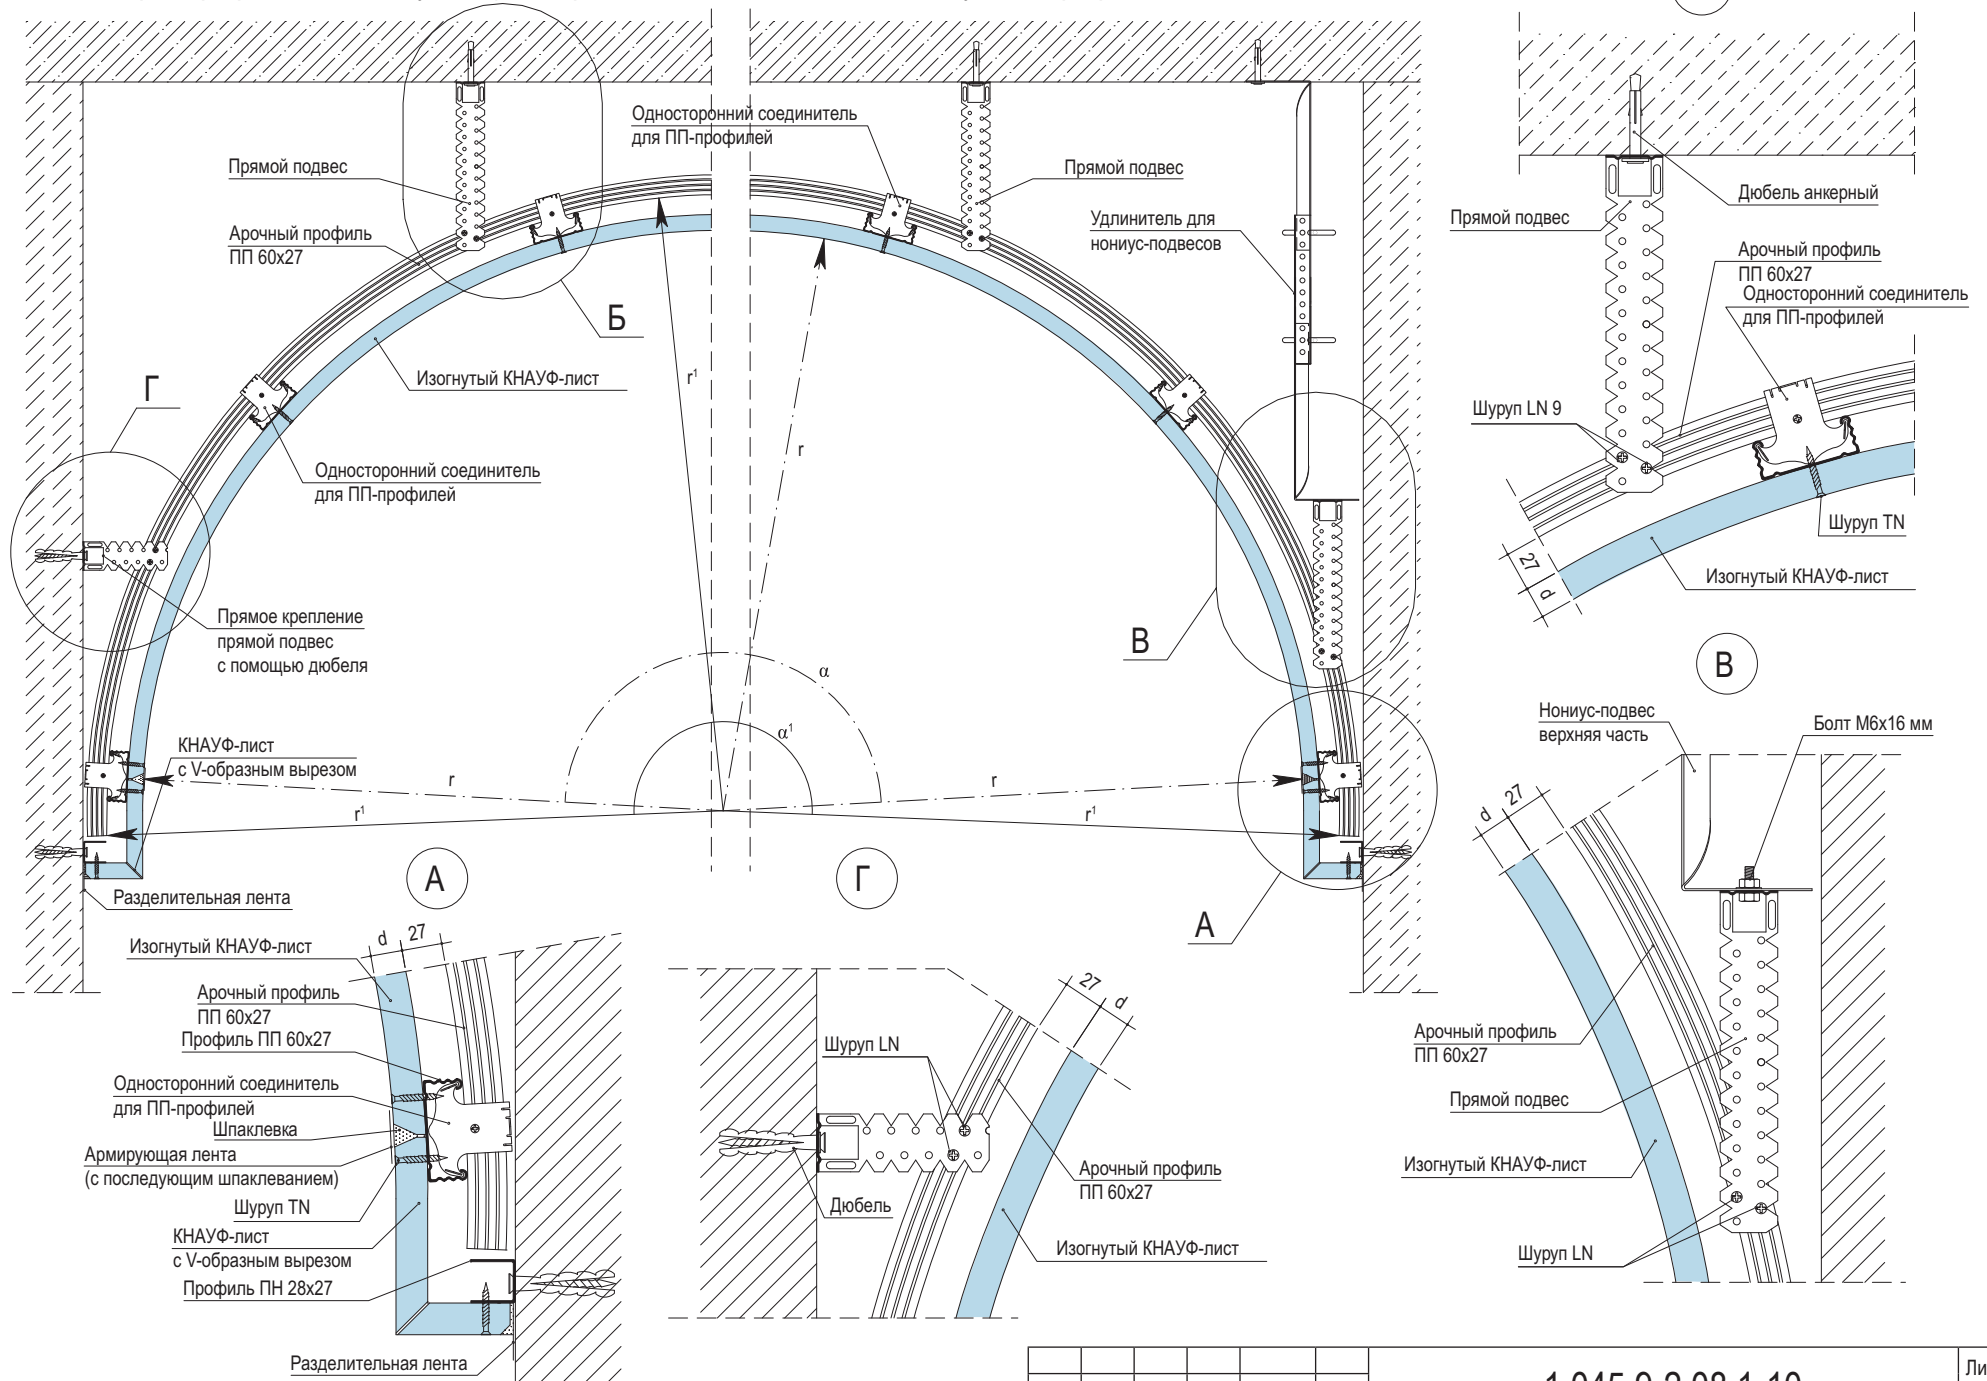 Односторонний соединитель
для ПП-профилей
Прямой подвес
Прямой подвес
Арочный профиль
ПП 60х27
Удлинитель для
нониус-подвесов
Б
Изогнутый КНАУФ-лист
r¹
r
Г
Односторонний соединитель
для ПП-профилей
Прямое крепление
прямой подвес
с помощью дюбеля
В
α
α¹
КНАУФ-лист
с V-образным вырезом
r
r
r¹
r¹
Разделительная лента
А
Дюбель анкерный
Прямой подвес
Арочный профиль
ПП 60х27
Односторонний соединитель
для ПП-профилей
Шуруп LN 9
Шуруп TN
27
d
Изогнутый КНАУФ-лист
А
d
27
Изогнутый КНАУФ-лист
Арочный профиль
ПП 60х27
Профиль ПП 60х27
Односторонний соединитель
для ПП-профилей
Шпаклевка
Армирующая лента
(с последующим шпаклеванием)
Шуруп TN
КНАУФ-лист
с V-образным вырезом
Профиль ПН 28х27
Разделительная лента
Г
27
d
Шуруп LN
Дюбель
Арочный профиль
ПП 60х27
Изогнутый КНАУФ-лист
В
Нониус-подвес
верхняя часть
Болт М6х16 мм
d
27
Арочный профиль
ПП 60х27
Прямой подвес
Изогнутый КНАУФ-лист
Шуруп LN